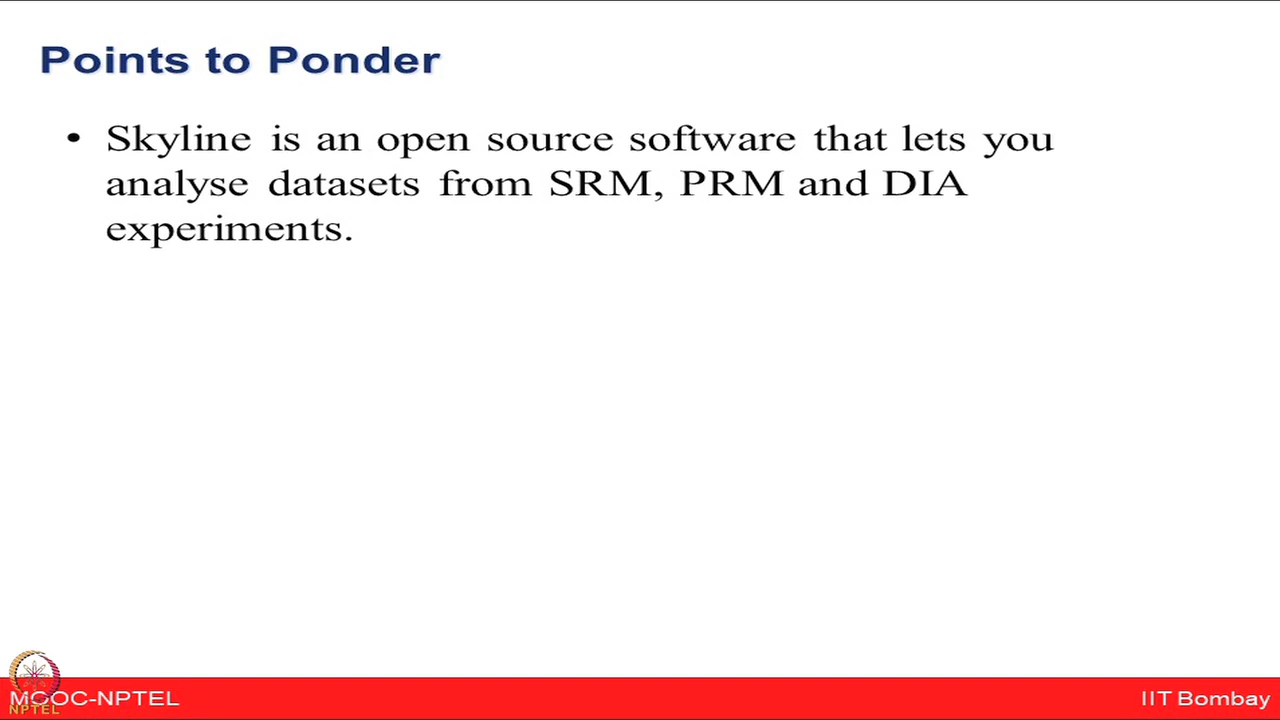 Points to Ponder
• Skyline is an open source software that lets you
analyse datasets from SRM, PRM and DIA
experiments.
MOOC-NPTEL
NPTEL
IIT Bombay